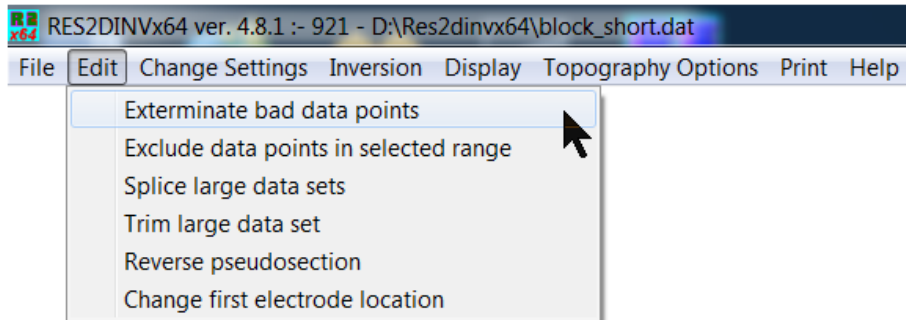 R2 x64 RES2DINVx64 ver. 4.8.1 :- 921 - D:\Res2dinvx64\block_short.dat
File Edit Change Settings Inversion Display Topography Options Print Help
Exterminate bad data points
Exclude data points in selected range
Splice large data sets
Trim large data set
Reverse pseudosection
Change first electrode location